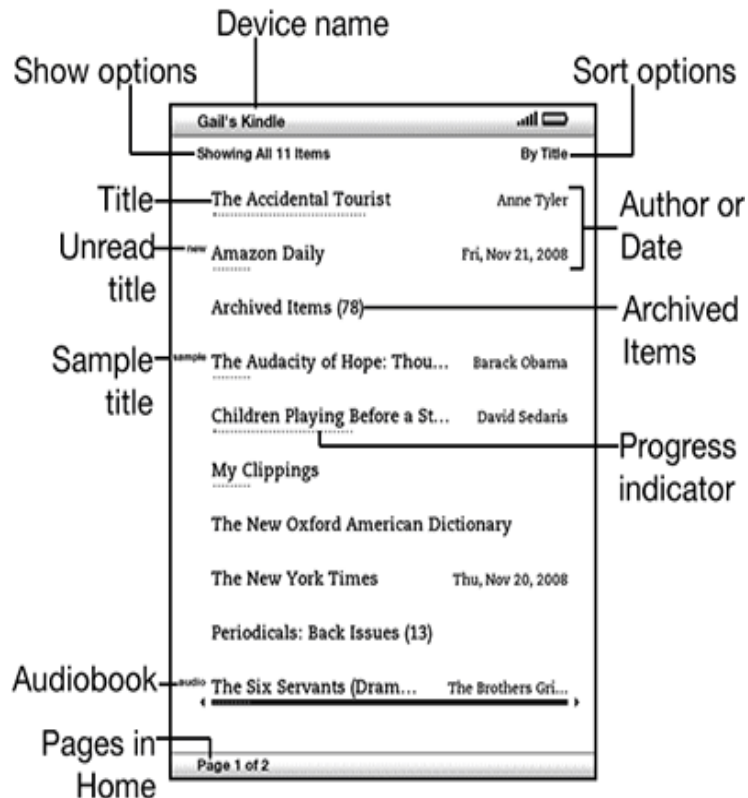 Device name
Show options
Sort options
Gail's Kindle
Showing All 11 Items
By Title
Title
The Accidental Tourist
Anne Tyler
Author or
Date
Unread
title
new
Amazon Daily
Fri, Nov 21, 2008
Archived Items (78)
Archived
Items
Sample
title
sample
The Audacity of Hope: Thou...
Barack Obama
Children Playing Before a St...
David Sedaris
Progress
indicator
My Clippings
The New Oxford American Dictionary
The New York Times
Thu, Nov 20, 2008
Periodicals: Back Issues (13)
Audiobook
audio
The Six Servants (Dram...
The Brothers Gri...
Pages in
Home
Page 1 of 2